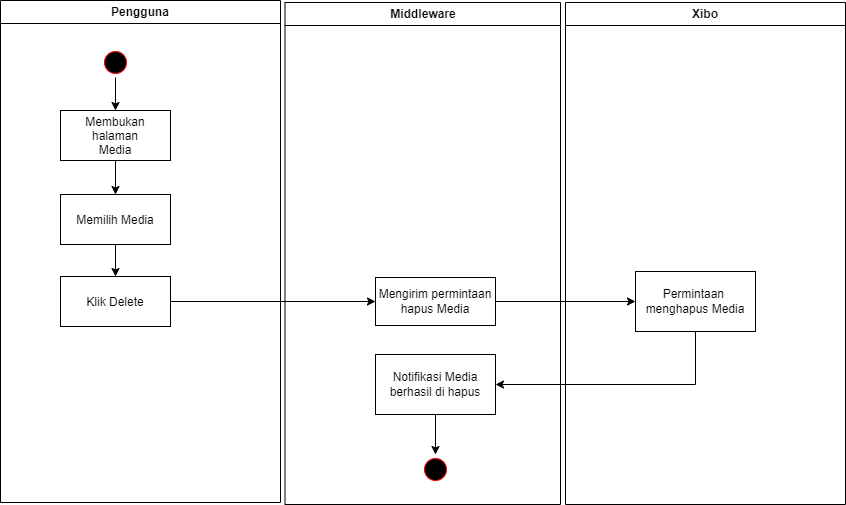 Pengguna
Middleware
Xibo
Membukan
halaman
Media
Memilih Media
Klik Delete
Mengirim permintaan
hapus Media
Permintaan
menghapus Media
Notifikasi Media
berhasil di hapus